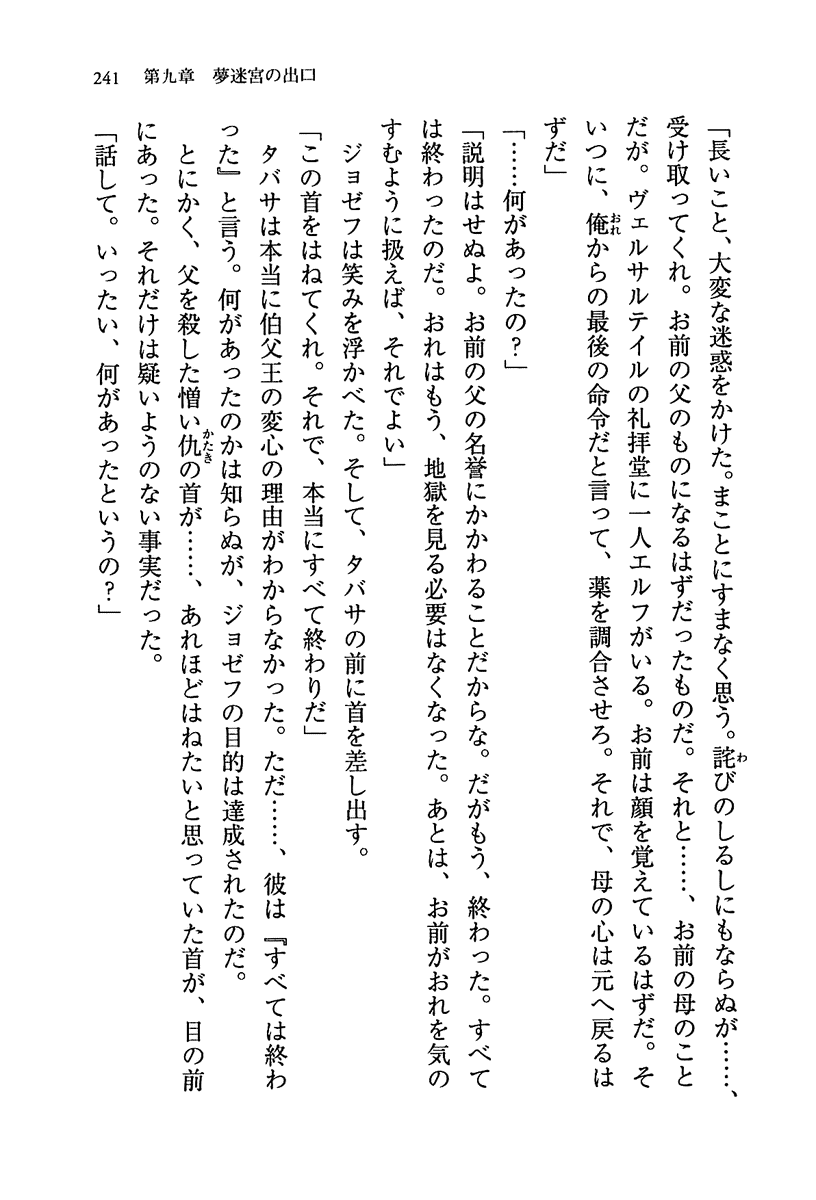 241　第九章　夢迷宮の出口
「長いこと、大変な迷惑をかけた。まことにすまなく思う。詫びのしるしにもならぬが……、
受け取ってくれ。お前の父のものになるはずだったものだ。それと……、お前の母のこと
だが。ヴェルサルテイルの礼拝堂に一人エルフがいる。お前は顔を覚えているはずだ。そ
いつに、俺からの最後の命令だと言って、薬を調合させろ。それで、母の心は元へ戻るは
ずだ」
「……何があったの？」
「説明はせぬよ。お前の父の名誉にかかわることだからな。だがもう、終わった。すべて
は終わったのだ。おれはもう、地獄を見る必要はなくなった。あとは、お前がおれを気の
すむように扱えば、それでよい」
ジョゼフは笑みを浮かべた。そして、タバサの前に首を差し出す。
「この首をはねてくれ。それで、本当にすべて終わりだ」
タバサは本当に伯父王の変心の理由がわからなかった。ただ……、彼は『すべては終わ
った』と言う。何があったのかは知らぬが、ジョゼフの目的は達成されたのだ。
とにかく、父を殺した憎い仇の首が……、あれほどはねたいと思っていた首が、目の前
にあった。それだけは疑いようのない事実だった。
「話して。いったい、何があったというの？」